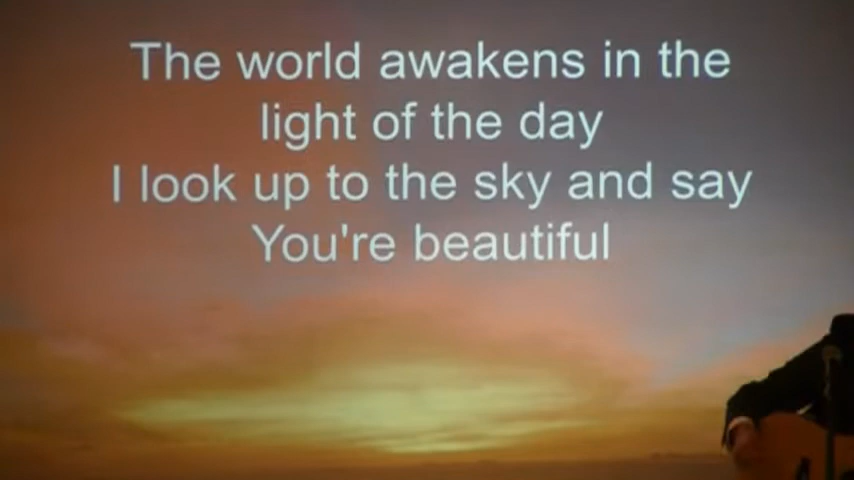 The world awakens in the
light of the day
I look up to the sky and say
You're beautiful